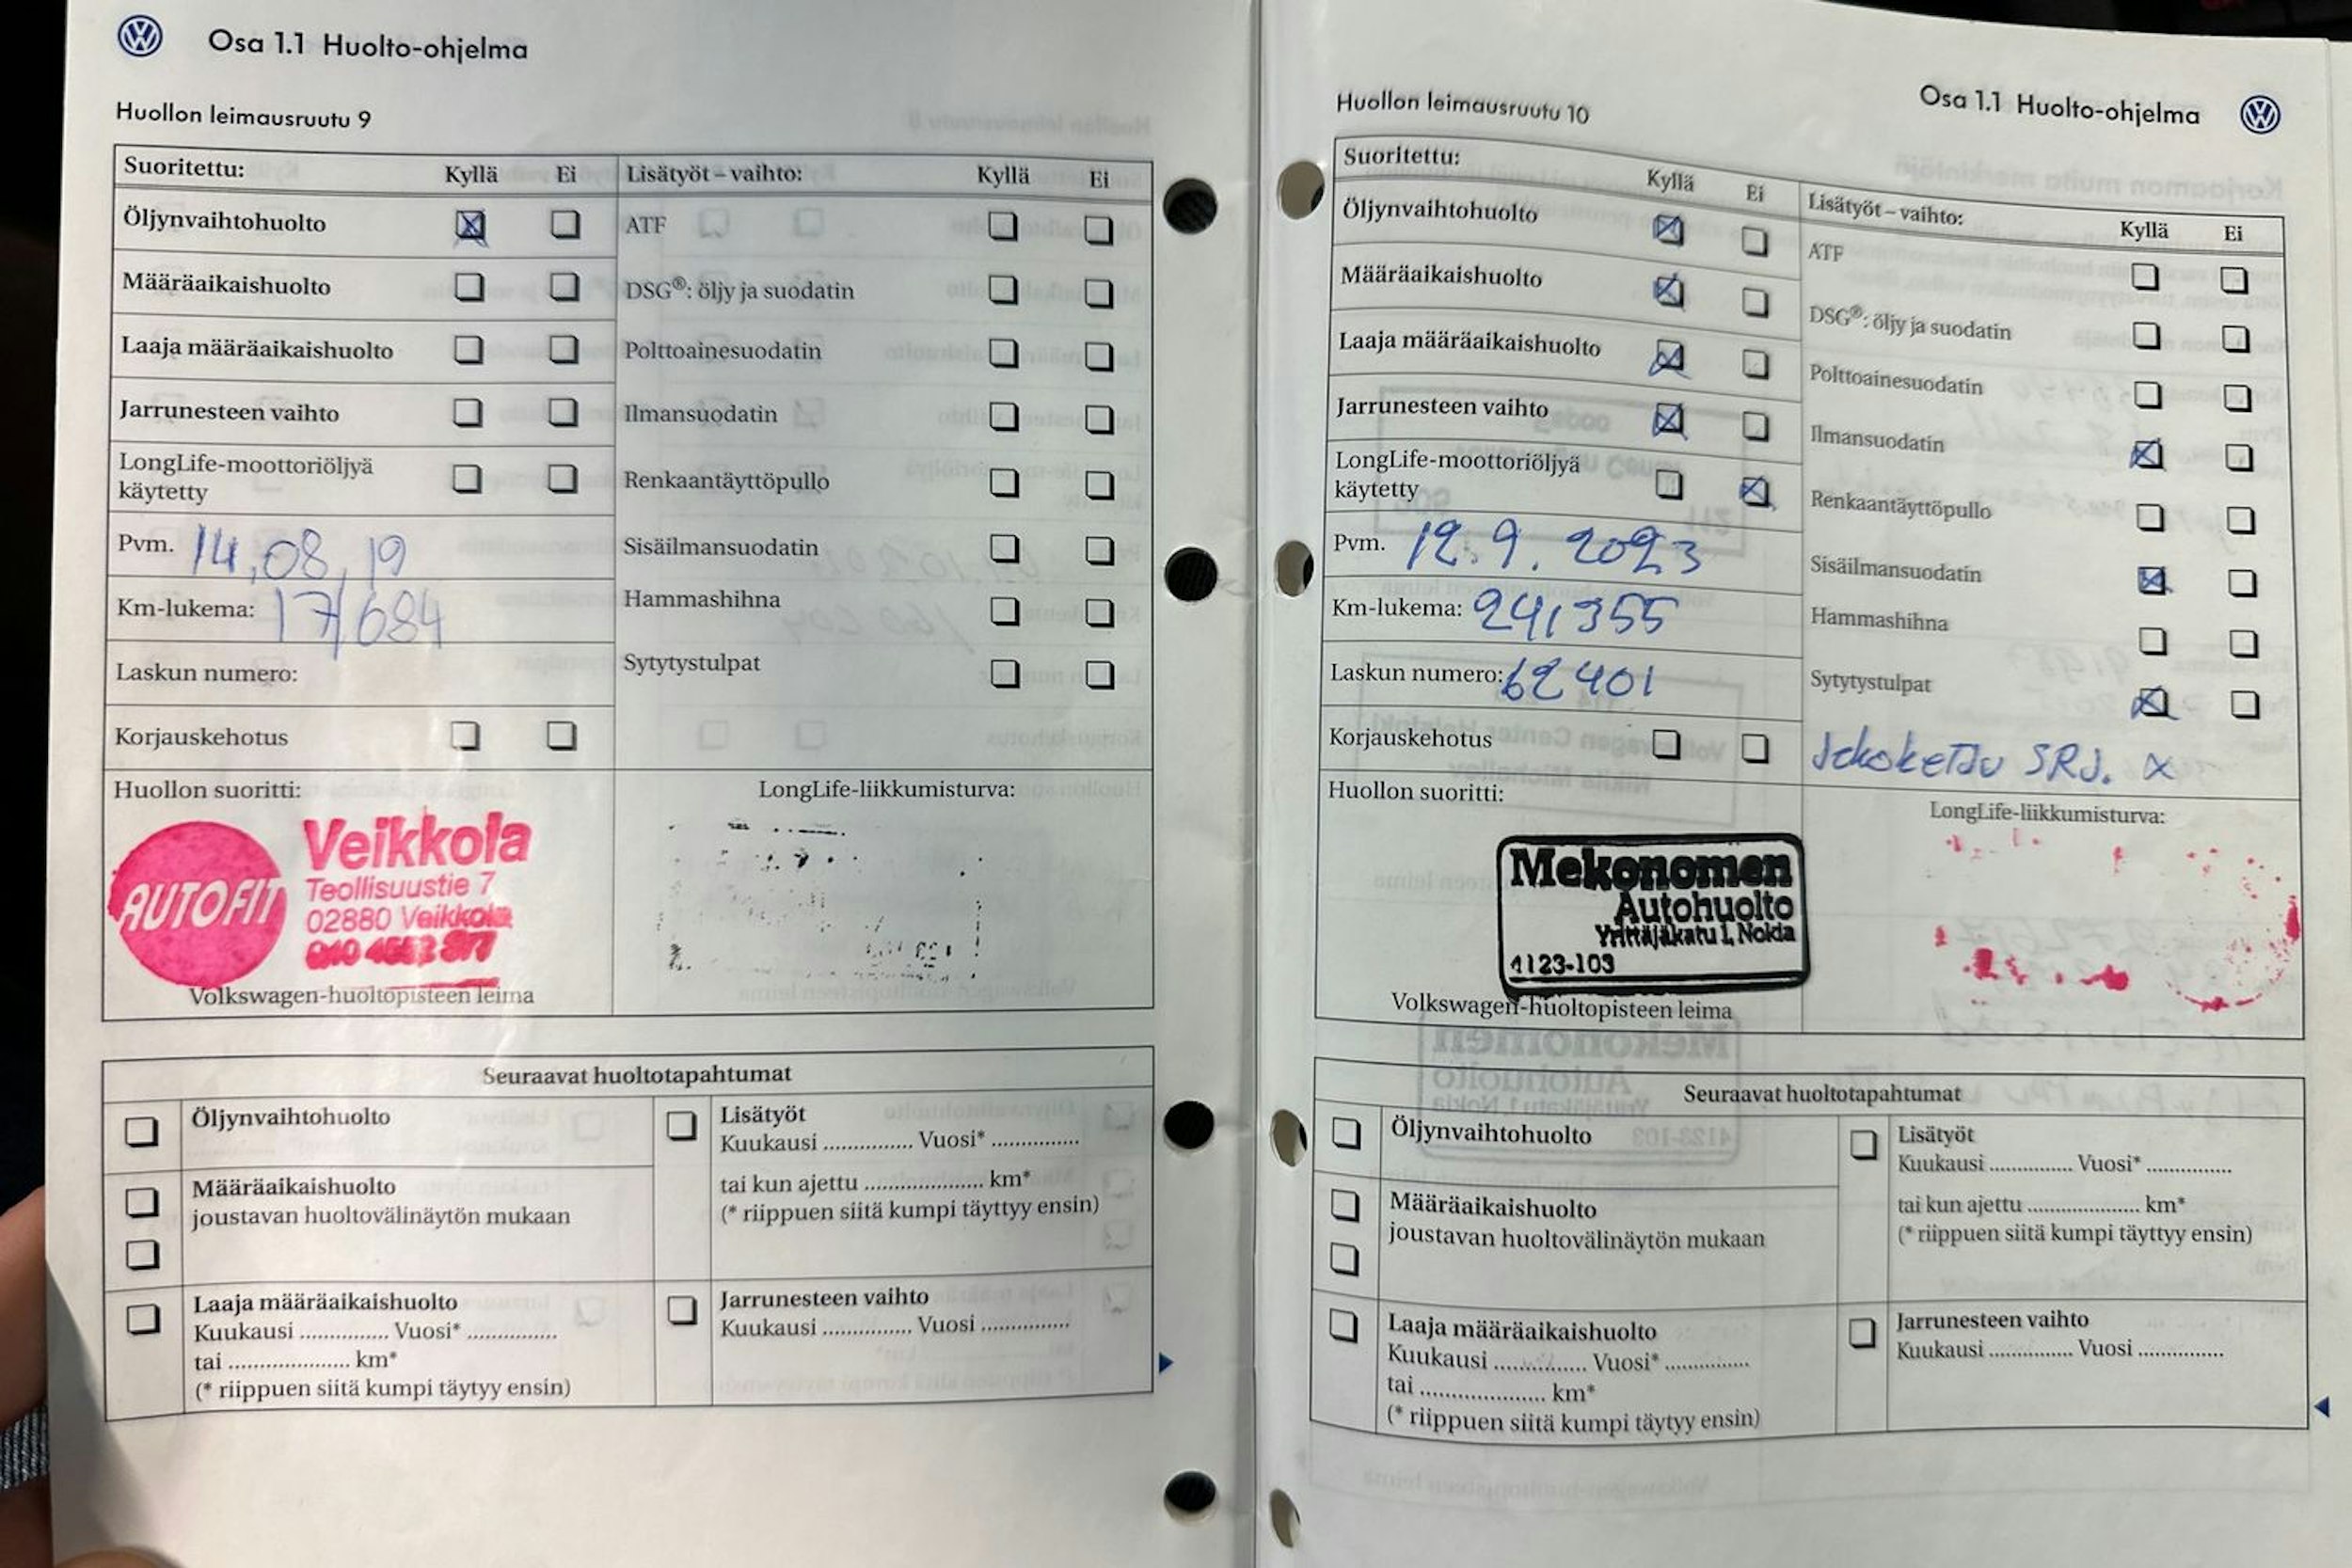 Osa 1.1 Huolto-ohjelma
Huollon leimausruutu 9
Suoritettu: Kyllä Ei Lisätyöt – vaihto: Kyllä Ei
Öljynvaihtohuolto ATF
Määräaikaishuolto DSG®: öljy ja suodatin
Laaja määräaikaishuolto Polttoainesuodatin
Jarrunesteen vaihto Ilmansuodatin
LongLife-moottoriöljyä
käytetty Renkaantäyttöpullo
Pvm. 14,08,19 Sisäilmansuodatin
Km-lukema: 171684 Hammashihna
Laskun numero: Sytytystulpat
Korjauskehotus
Huollon suoritti: LongLife-liikkumisturva:
AUTOFIT
Veikkola
Teollisuustie 7
02880 Veikkola
Volkswagen-huoltopisteen leima
Seuraavat huoltotapahtumat
Öljynvaihtohuolto
Määräaikaishuolto
joustavan huoltovälinäytön mukaan
Laaja määräaikaishuolto
Kuukausi ............... Vuosi* ...............
tai .................... km*
(* riippuen siitä kumpi täytyy ensin)
Lisätyöt
Kuukausi ............... Vuosi* ...............
tai kun ajettu .................... km*
(* riippuen siitä kumpi täyttyy ensin)
Jarrunesteen vaihto
Kuukausi ............... Vuosi ...............
Osa 1.1 Huolto-ohjelma
Huollon leimausruutu 10
Suoritettu: Kyllä Ei Lisätyöt – vaihto: Kyllä Ei
Öljynvaihtohuolto ATF
Määräaikaishuolto DSG®: öljy ja suodatin
Laaja määräaikaishuolto Polttoainesuodatin
Jarrunesteen vaihto Ilmansuodatin
LongLife-moottoriöljyä
käytetty Renkaantäyttöpullo
Pvm. 12.9.2023 Sisäilmansuodatin
Km-lukema: 241355 Hammashihna
Laskun numero: 62401 Sytytystulpat
Korjauskehotus Jakoketju SRJ. X
Huollon suoritti: LongLife-liikkumisturva:
Mekonomen
Autohuolto
Yrittäjäkatu 1, Nokia
4123-103
Volkswagen-huoltopisteen leima
Seuraavat huoltotapahtumat
Öljynvaihtohuolto
Määräaikaishuolto
joustavan huoltovälinäytön mukaan
Laaja määräaikaishuolto
Kuukausi ............... Vuosi* ...............
tai .................... km*
(* riippuen siitä kumpi täytyy ensin)
Lisätyöt
Kuukausi ............... Vuosi* ...............
tai kun ajettu .................... km*
(* riippuen siitä kumpi täyttyy ensin)
Jarrunesteen vaihto
Kuukausi ............... Vuosi ...............